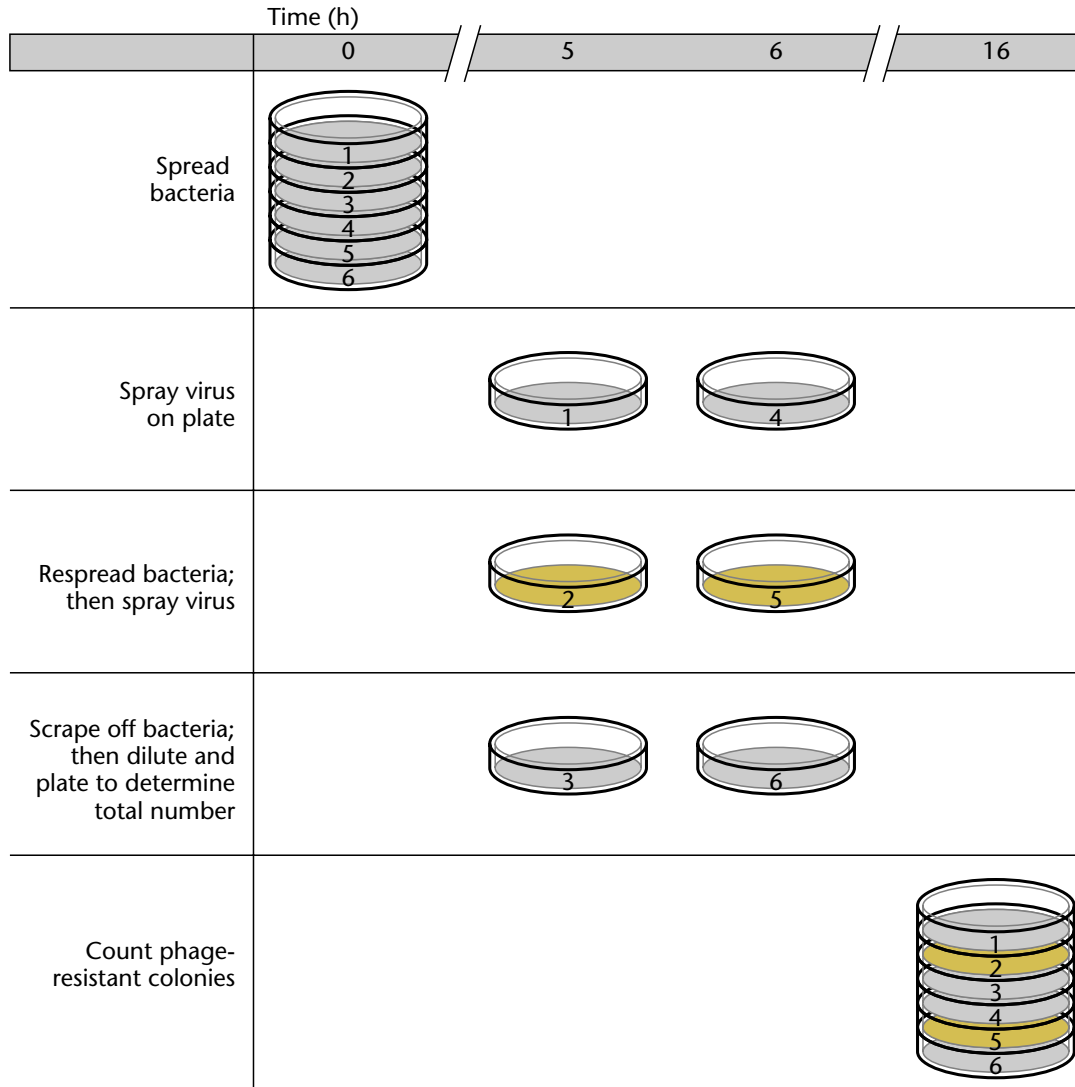 Time (h)
0 5 6 16
Spread
bacteria
1
2
3
4
5
6
Spray virus
on plate
1 4
Respread bacteria;
then spray virus
2 5
Scrape off bacteria;
then dilute and
plate to determine
total number
3 6
Count phage-
resistant colonies
1
2
3
4
5
6